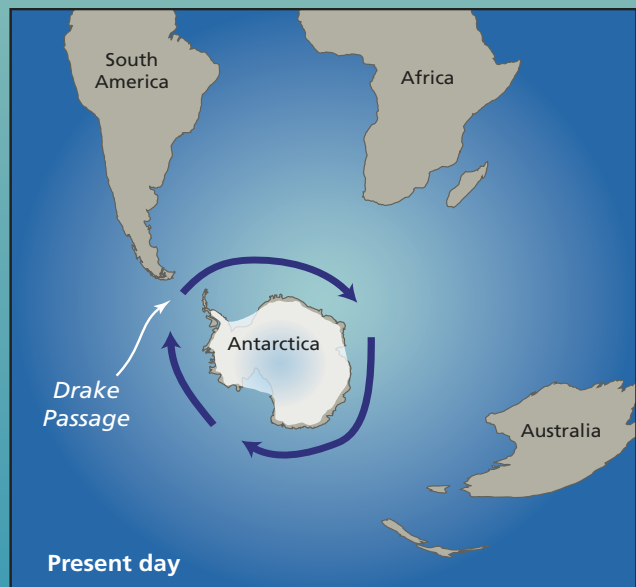 South
America
Africa
Antarctica
Drake
Passage
Australia
Present day